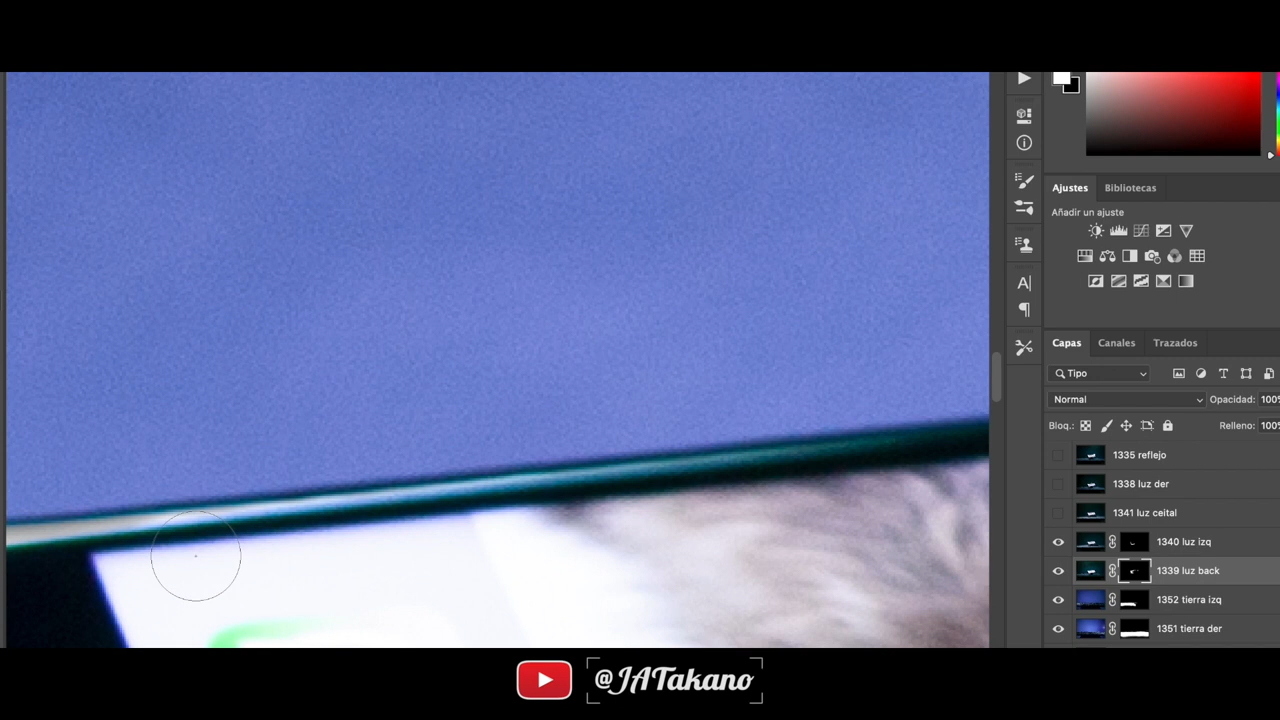 Ajustes Bibliotecas
Añadir un ajuste
A|
Capas Canales Trazados
Tipo
Normal Opacidad: 100%
Bloq.: Relleno: 100%
1335 reflejo
1338 luz der
1341 luz ceital
1340 luz izq
1339 luz back
1352 tierra izq
1351 tierra der
@JATakano